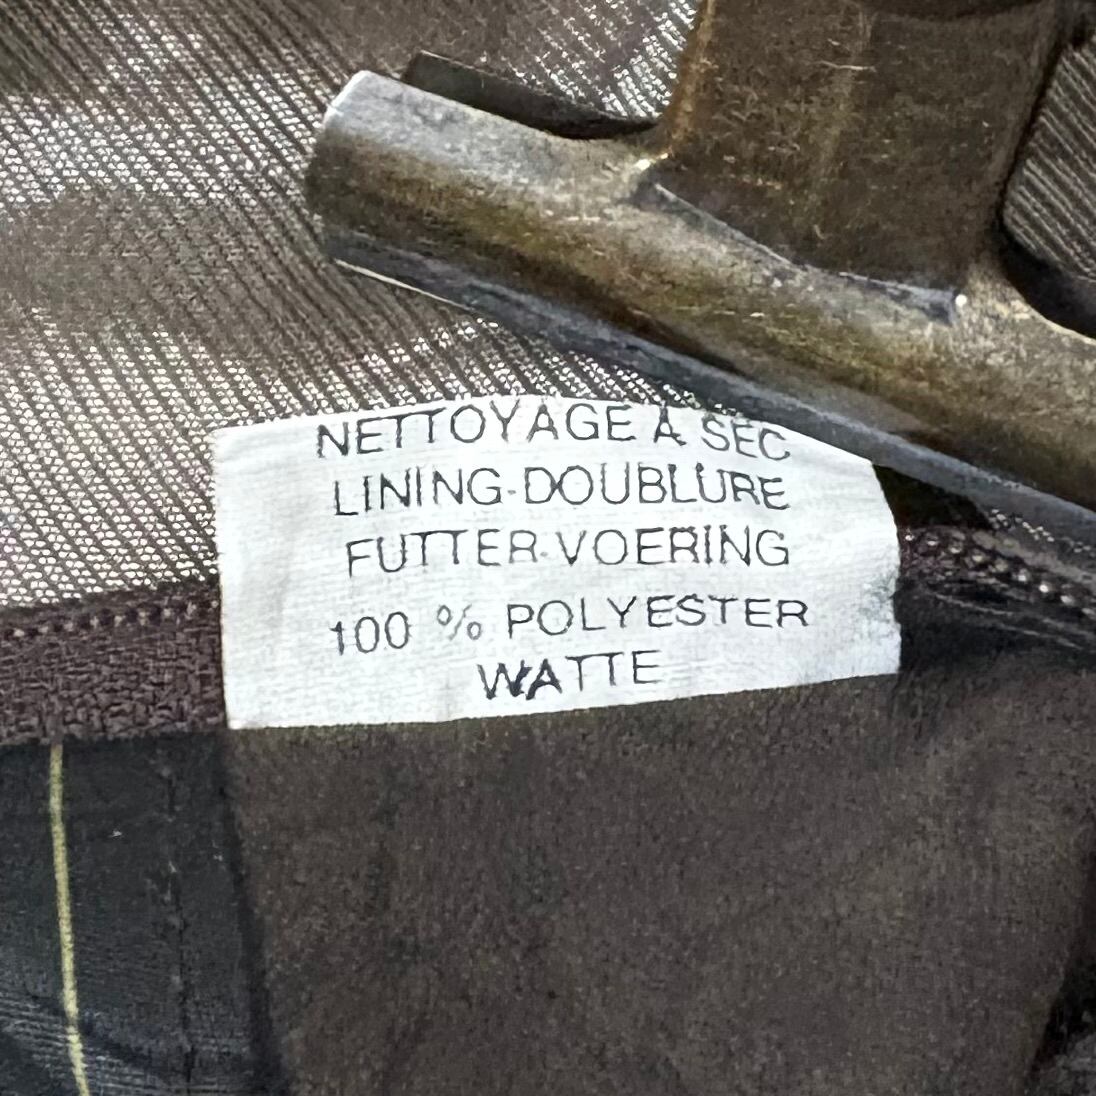 NETTOYAGE À SEC
LINING-DOUBLURE
FUTTER-VOERING
100 % POLYESTER
WATTE